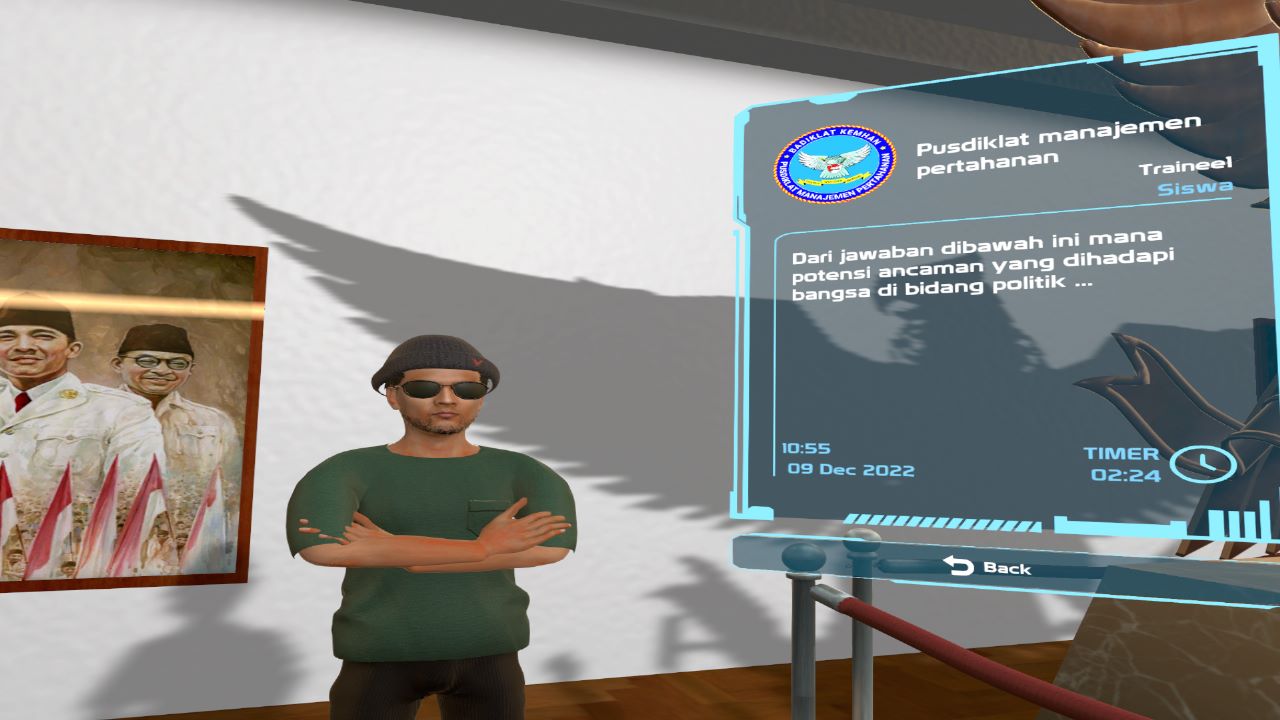 BADIKLAT KEMHAN
PUSDIKLAT MANAJEMEN PERTAHANAN
Pusdiklat manajemen
pertahanan
Trainee1
Siswa
Dari jawaban dibawah ini mana
potensi ancaman yang dihadapi
bangsa di bidang politik ...
10:55
09 Dec 2022
TIMER
02:24
Back